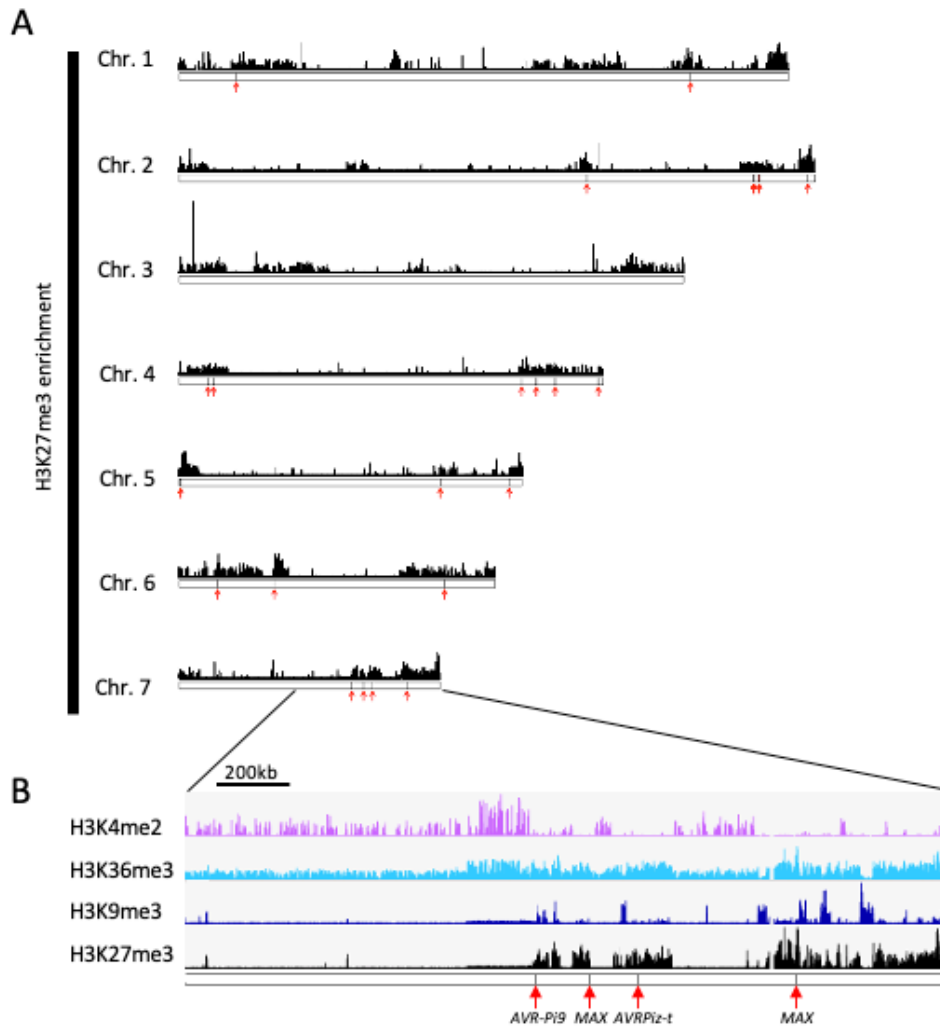 A
H3K27me3 enrichment
Chr. 1
Chr. 2
Chr. 3
Chr. 4
Chr. 5
Chr. 6
Chr. 7
200kb
B
H3K4me2
H3K36me3
H3K9me3
H3K27me3
AVR-Pi9 MAX AVRPiz-t MAX